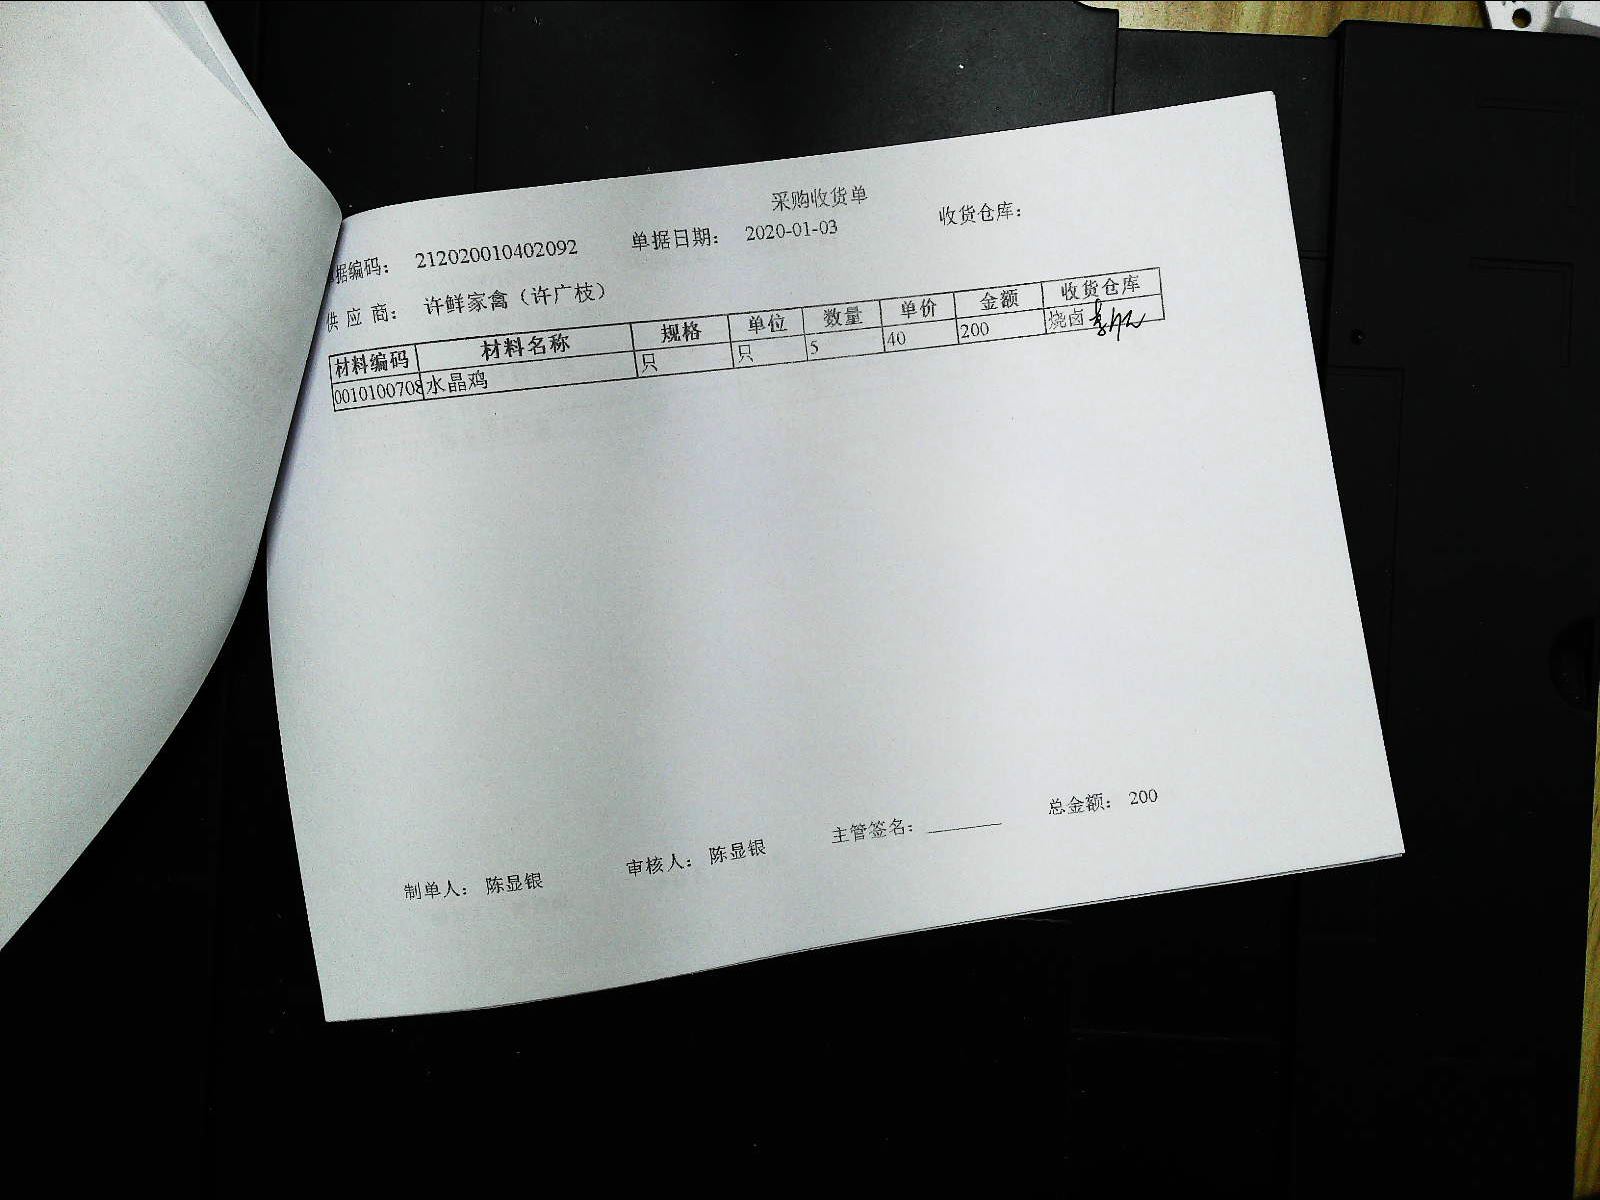 采购收货单
据编码： 212020010402092 单据日期： 2020-01-03 收货仓库：
供应商： 许鲜家禽（许广枝）
材料编码 材料名称 规格 单位 数量 单价 金额 收货仓库
0010100708 水晶鸡 只 只 5 40 200 烧卤
制单人： 陈显银 审核人： 陈显银 主管签名： 总金额： 200